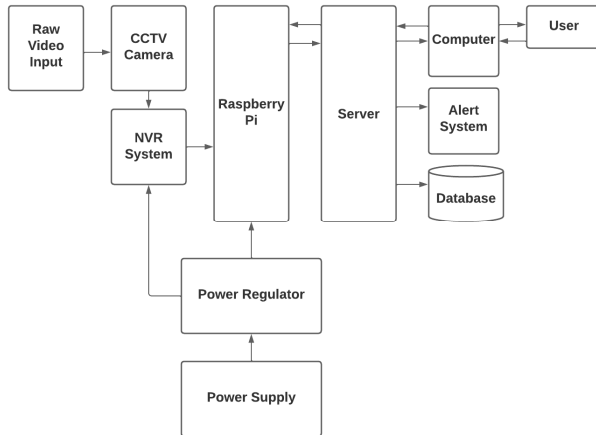 Raw
Video
Input
CCTV
Camera
NVR
System
Raspberry
Pi
Server
Computer
User
Alert
System
Database
Power Regulator
Power Supply